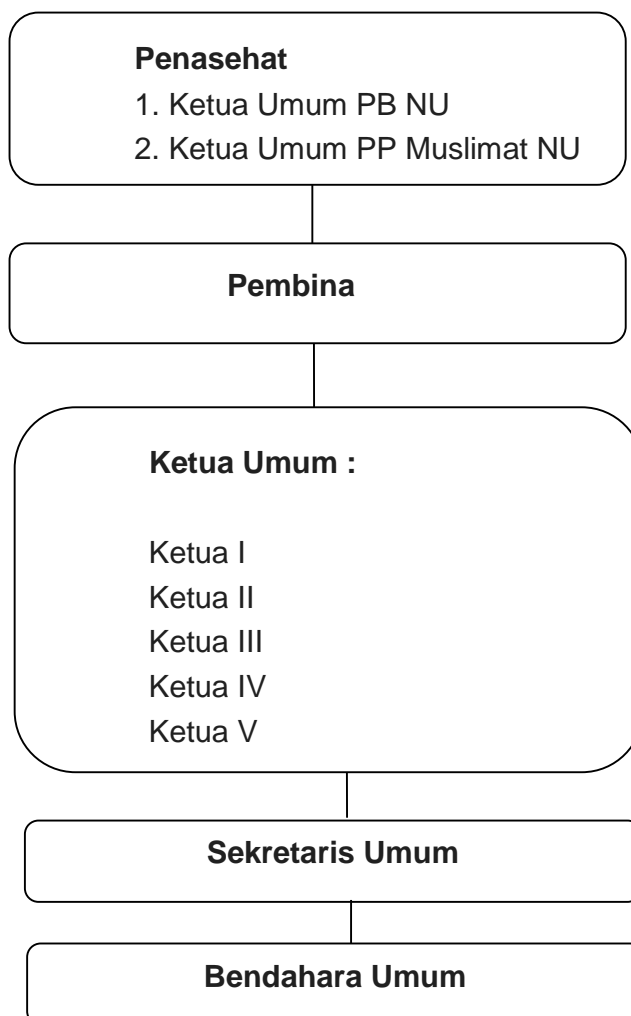 Penasehat
1. Ketua Umum PB NU
2. Ketua Umum PP Muslimat NU
Pembina
Ketua Umum :
Ketua I
Ketua II
Ketua III
Ketua IV
Ketua V
Sekretaris Umum
Bendahara Umum